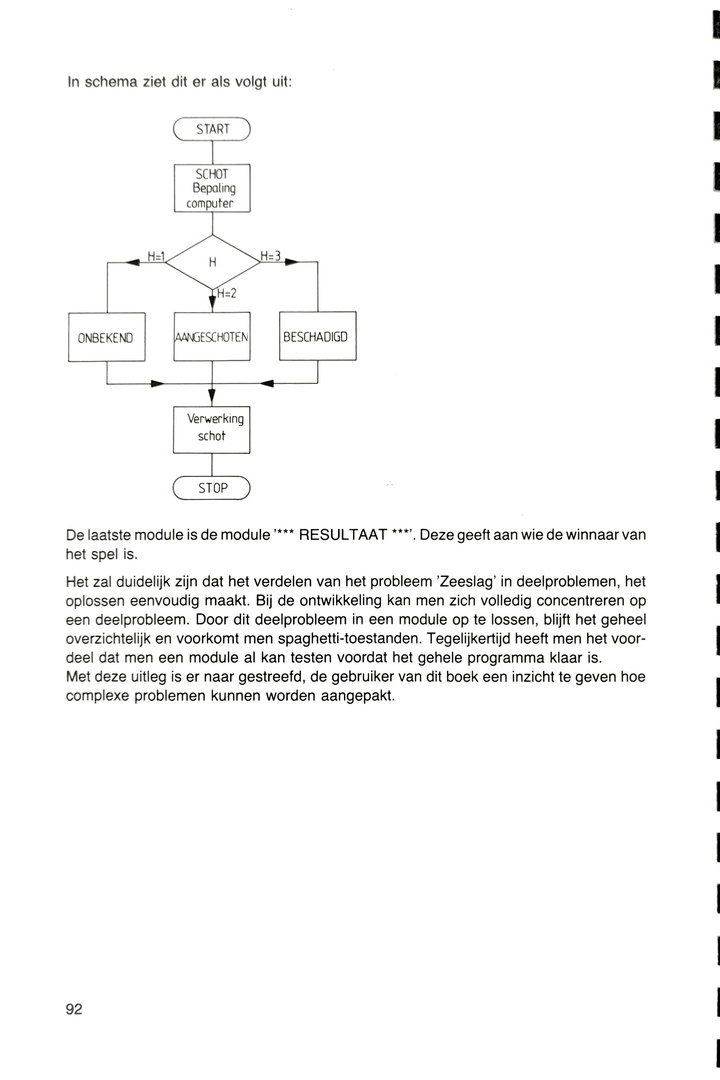 In schema ziet dit er als volgt uit:
START
SCHOT
Bepaling
computer
H=1
H
H=3
H=2
ONBEKEND
AANGESCHOTEN
BESCHADIGD
Verwerking
schot
STOP
De laatste module is de module '*** RESULTAAT ***'. Deze geeft aan wie de winnaar van
het spel is.
Het zal duidelijk zijn dat het verdelen van het probleem 'Zeeslag' in deelproblemen, het
oplossen eenvoudig maakt. Bij de ontwikkeling kan men zich volledig concentreren op
een deelprobleem. Door dit deelprobleem in een module op te lossen, blijft het geheel
overzichtelijk en voorkomt men spaghetti-toestanden. Tegelijkertijd heeft men het voor-
deel dat men een module al kan testen voordat het gehele programma klaar is.
Met deze uitleg is er naar gestreefd, de gebruiker van dit boek een inzicht te geven hoe
complexe problemen kunnen worden aangepakt.
92